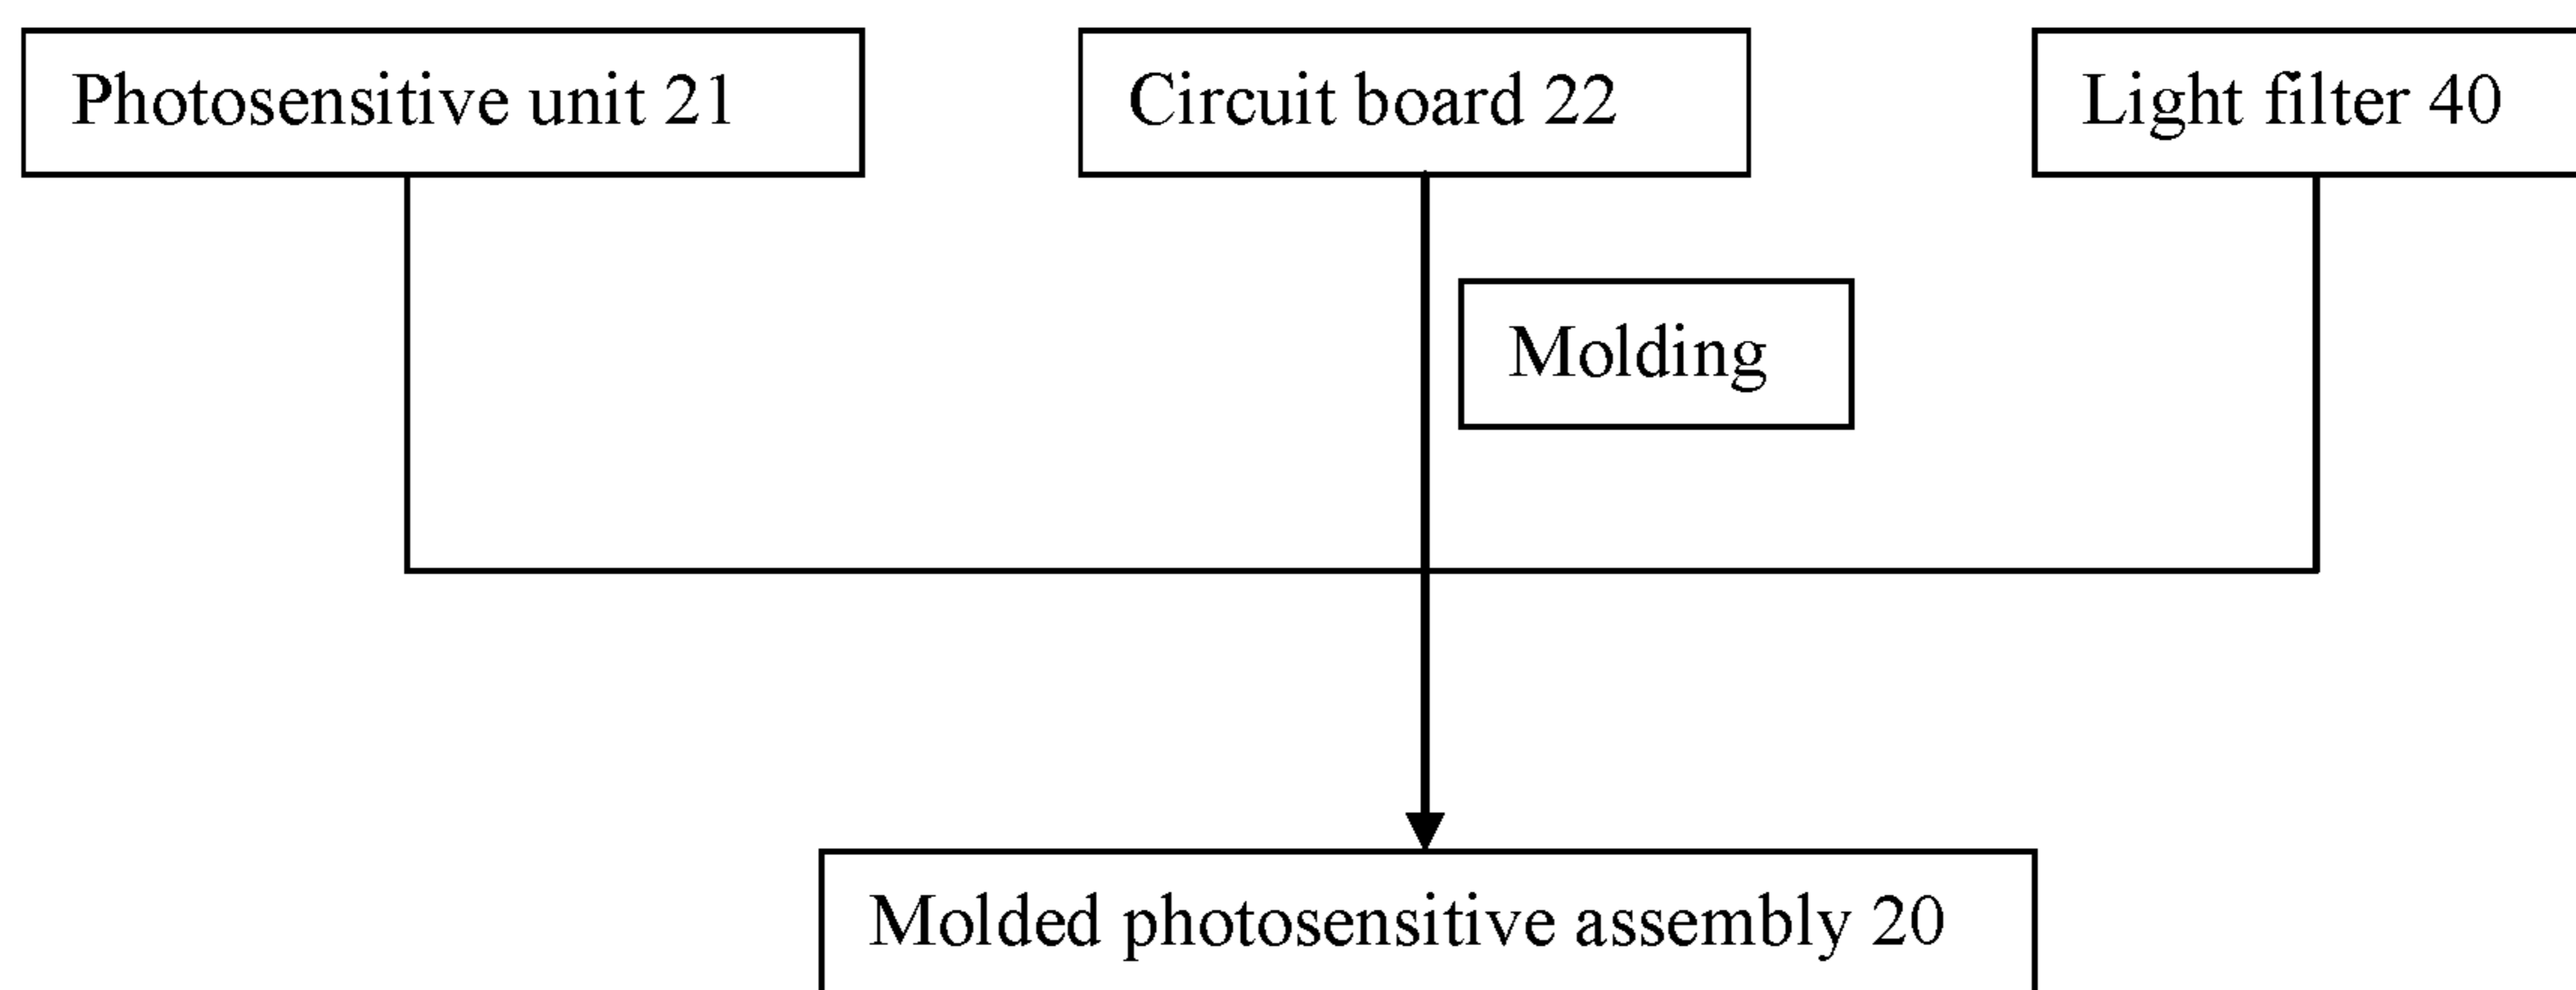 Photosensitive unit 21
Circuit board 22
Light filter 40
Molding
Molded photosensitive assembly 20